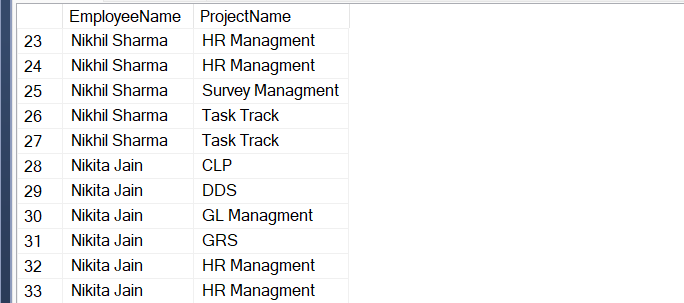 EmployeeName ProjectName
23 Nikhil Sharma HR Managment
24 Nikhil Sharma HR Managment
25 Nikhil Sharma Survey Managment
26 Nikhil Sharma Task Track
27 Nikhil Sharma Task Track
28 Nikita Jain CLP
29 Nikita Jain DDS
30 Nikita Jain GL Managment
31 Nikita Jain GRS
32 Nikita Jain HR Managment
33 Nikita Jain HR Managment